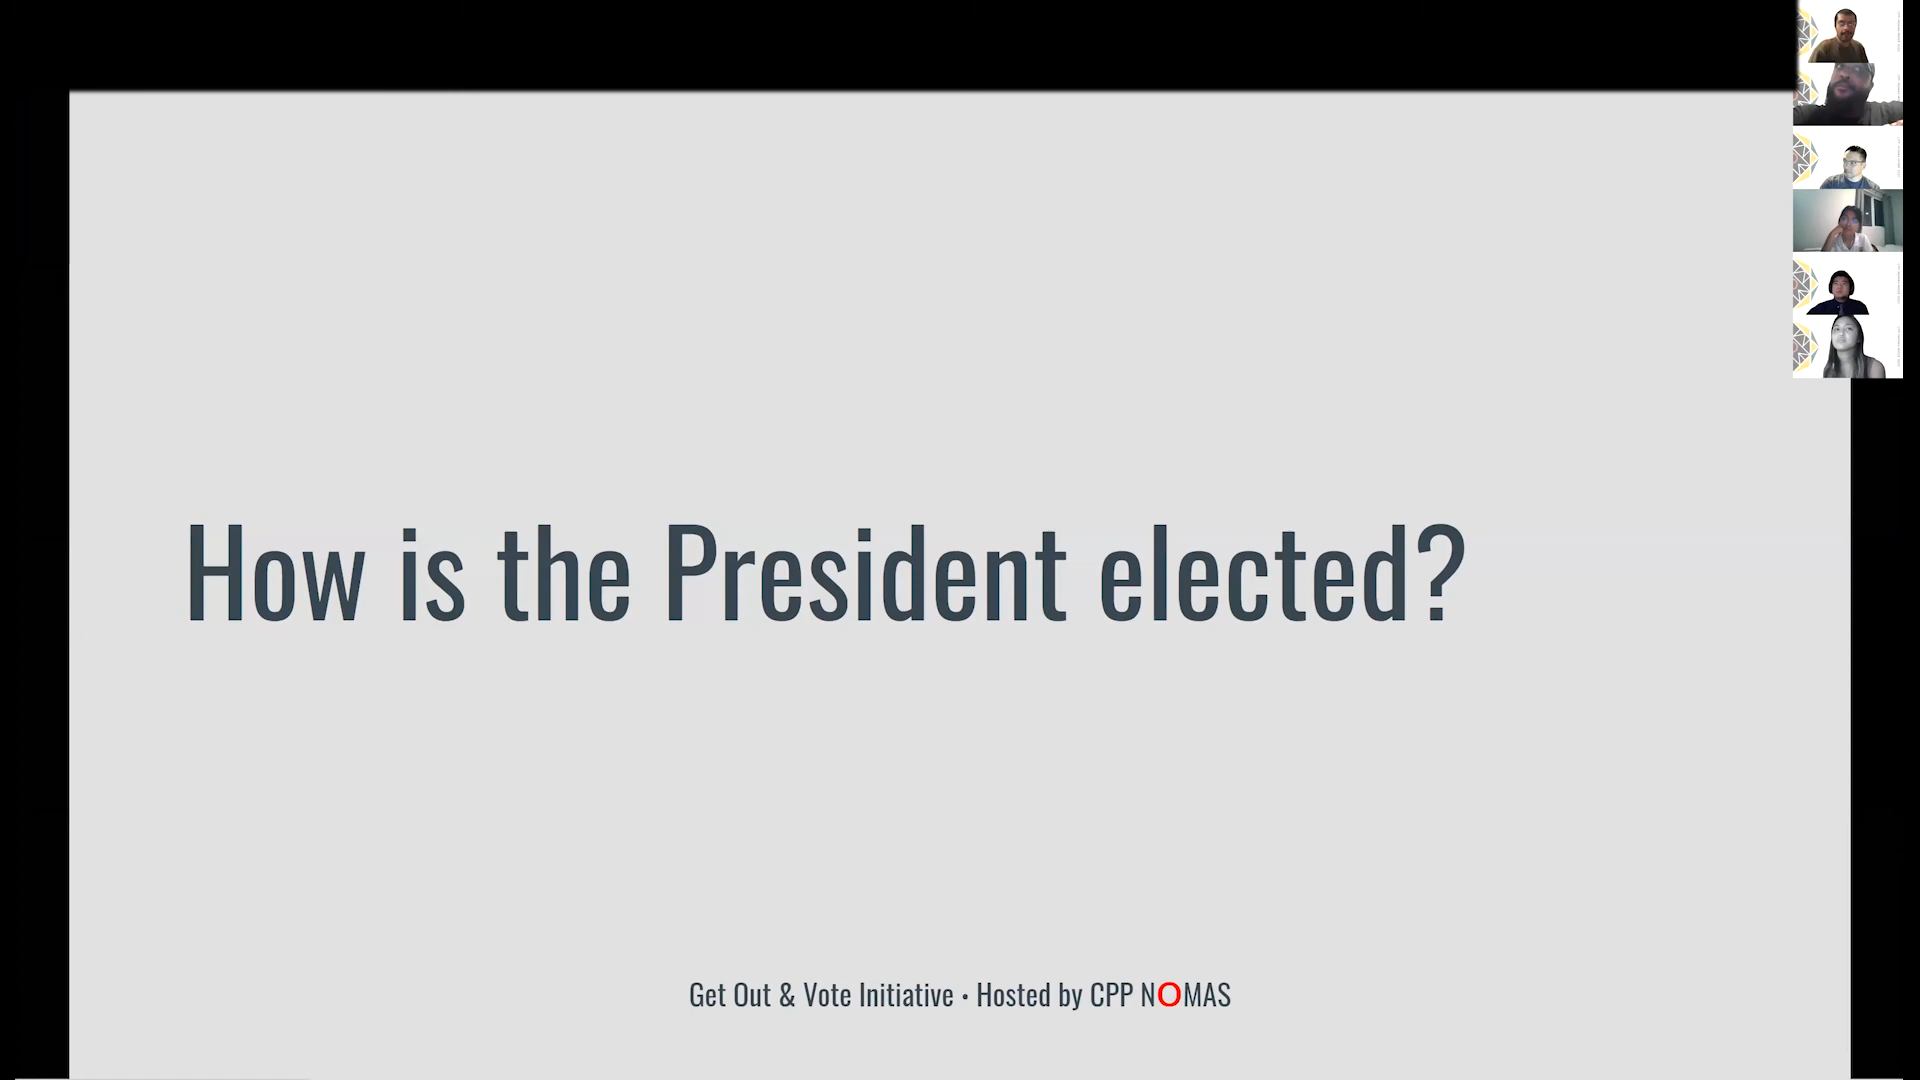 How is the President elected?
Get Out & Vote Initiative • Hosted by CPP NOMAS